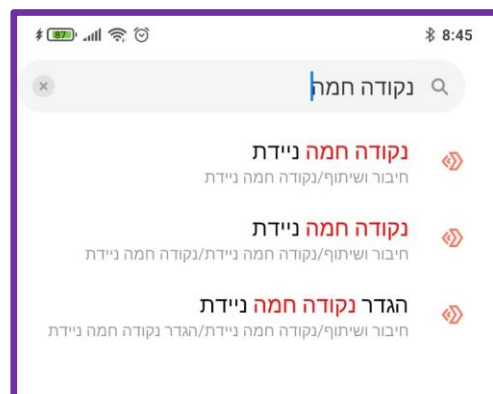 87
8:45
נקודה חמה
נקודה חמה ניידת
חיבור ושיתוף/נקודה חמה ניידת
נקודה חמה ניידת
חיבור ושיתוף/נקודה חמה ניידת/נקודה חמה ניידת
הגדר נקודה חמה ניידת
חיבור ושיתוף/נקודה חמה ניידת/הגדר נקודה חמה ניידת